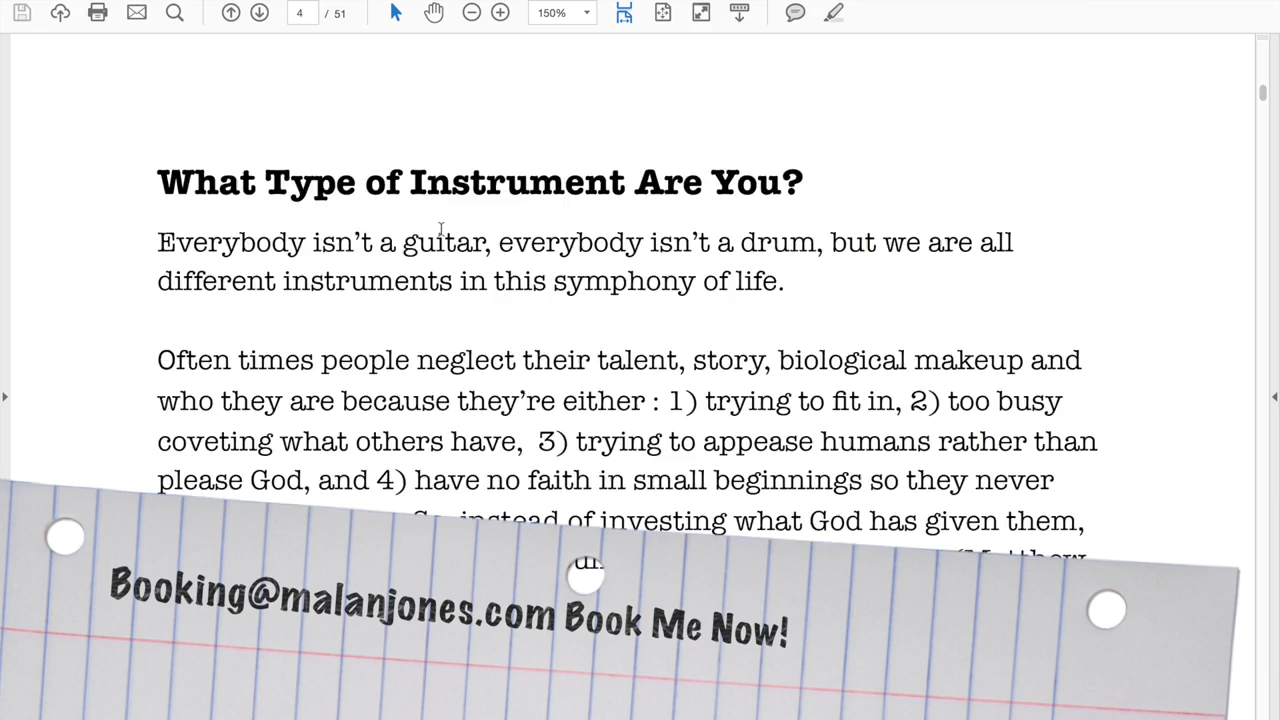 4 / 51 150%
What Type of Instrument Are You?
Everybody isn't a guitar, everybody isn't a drum, but we are all
different instruments in this symphony of life.
Often times people neglect their talent, story, biological makeup and
who they are because they're either : 1) trying to fit in, 2) too busy
coveting what others have,  3) trying to appease humans rather than
please God, and 4) have no faith in small beginnings so they never
So, instead of investing what God has given them,
(Matthew
Booking@malanjones.com Book Me Now!